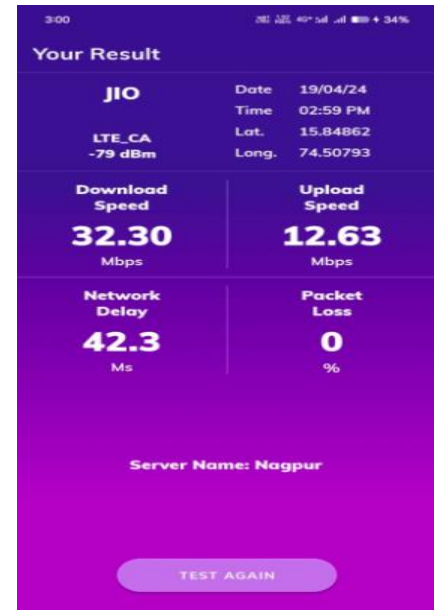 3:00
34%
Your Result
JIO
Date 19/04/24
Time 02:59 PM
LTE_CA
Lat. 15.84862
-79 dBm
Long. 74.50793
Download Speed
Upload Speed
32.30
12.63
Mbps
Mbps
Network Delay
Packet Loss
42.3
0
Ms
%
Server Name: Nagpur
TEST AGAIN